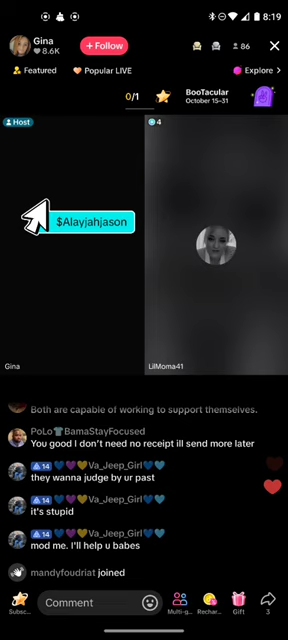 8:19
Gina
8.6K
+ Follow
86
Featured
Popular LIVE
Explore >
0/1
BooTacular
October 15–31
Host
4
$Alayjahjason
Gina
LilMoma41
Both are capable of working to support themselves.
PoLo👕BamaStayFocused
You good I don't need no receipt ill send more later
14 💙💜💛Va_Jeep_Girl💙🩵
they wanna judge by ur past
14 💙💜💛Va_Jeep_Girl💙🩵
it's stupid
14 💙💜💛Va_Jeep_Girl💙🩵
mod me. I'll help u babes
mandyfoudriat joined
Comment
Subsc...
Multi-g...
Rechar...
Gift
3